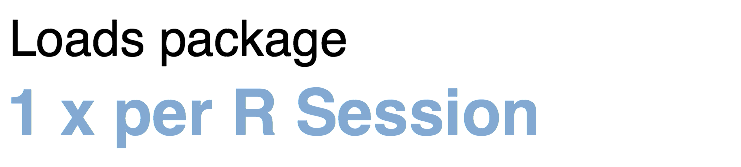 Loads package
1 x per R Session